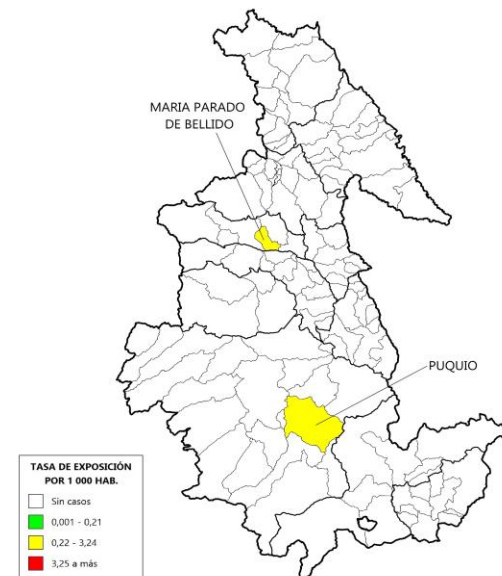 MARIA PARADO
DE BELLIDO
PUQUIO
TASA DE EXPOSICIÓN
POR 1 000 HAB.
Sin casos
0,001 - 0,21
0,22 - 3,24
3,25 a más